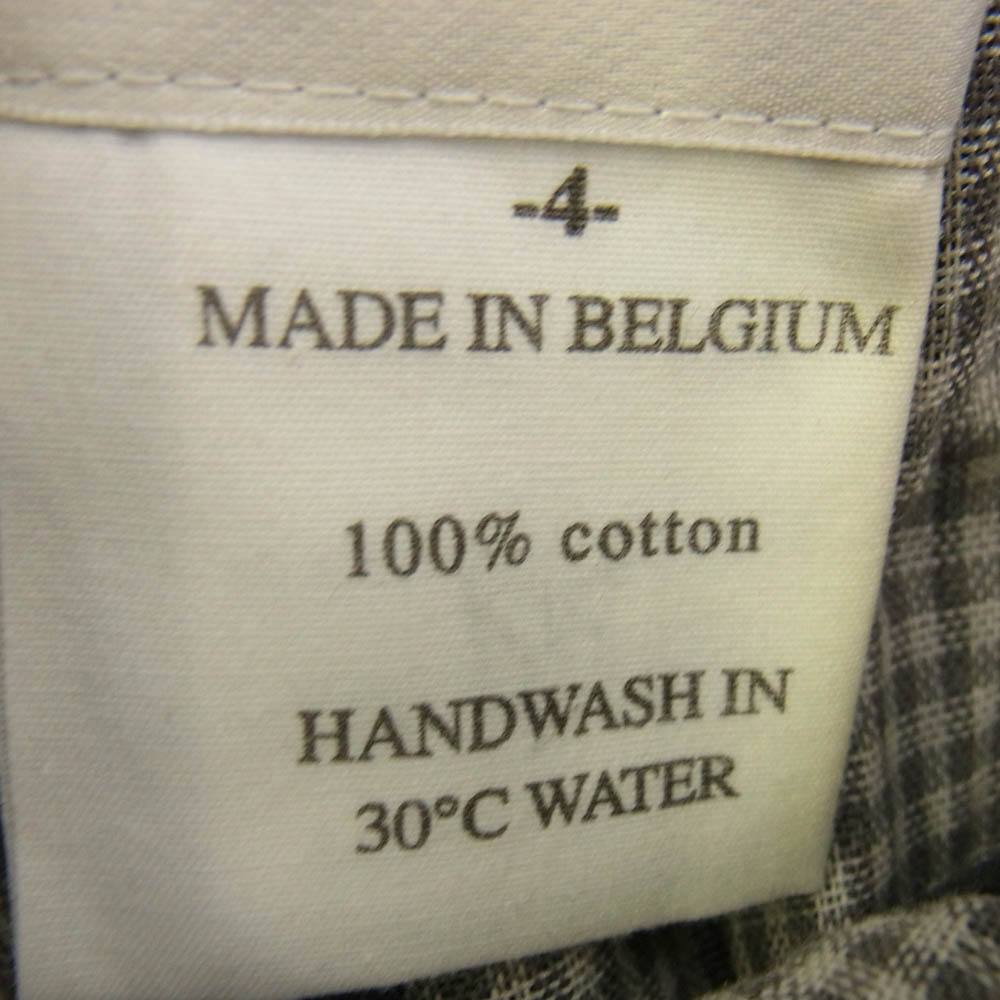 -4-
MADE IN BELGIUM
100% cotton
HANDWASH IN
30°C WATER